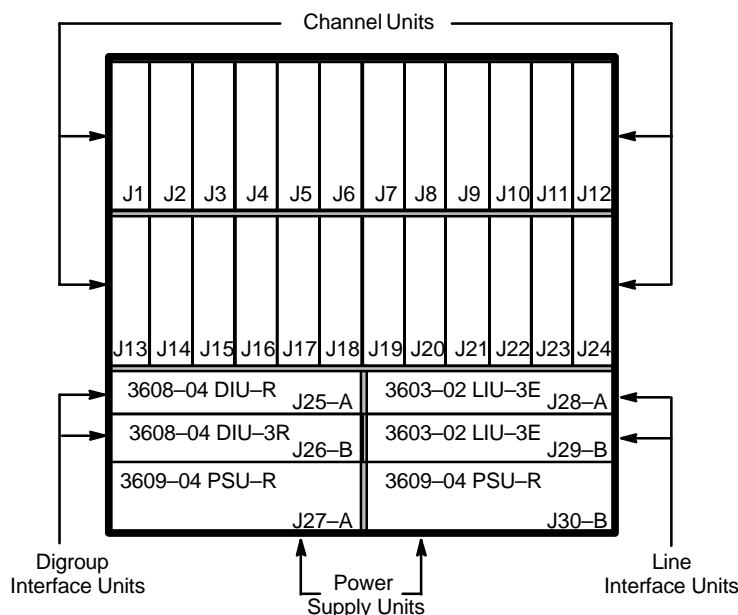 Channel Units
J1 J2 J3 J4 J5 J6 J7 J8 J9 J10 J11 J12
J13 J14 J15 J16 J17 J18 J19 J20 J21 J22 J23 J24
3608–04 DIU–R J25–A
3603–02 LIU–3E J28–A
3608–04 DIU–3R J26–B
3603–02 LIU–3E J29–B
3609–04 PSU–R J27–A
3609–04 PSU–R J30–B
Digroup
Interface Units
Power
Supply Units
Line
Interface Units